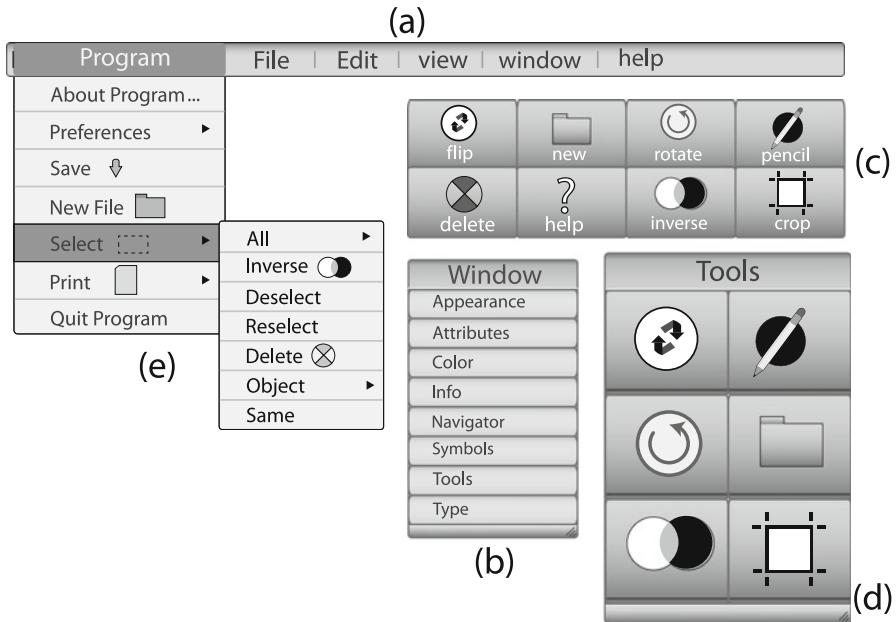 (a)
Program File Edit view window help
About Program...
Preferences
Save
New File
Select
Print
Quit Program
(e)
All
Inverse
Deselect
Reselect
Delete
Object
Same
flip new rotate pencil
delete help inverse crop
(c)
Window
Appearance
Attributes
Color
Info
Navigator
Symbols
Tools
Type
(b)
Tools
(d)